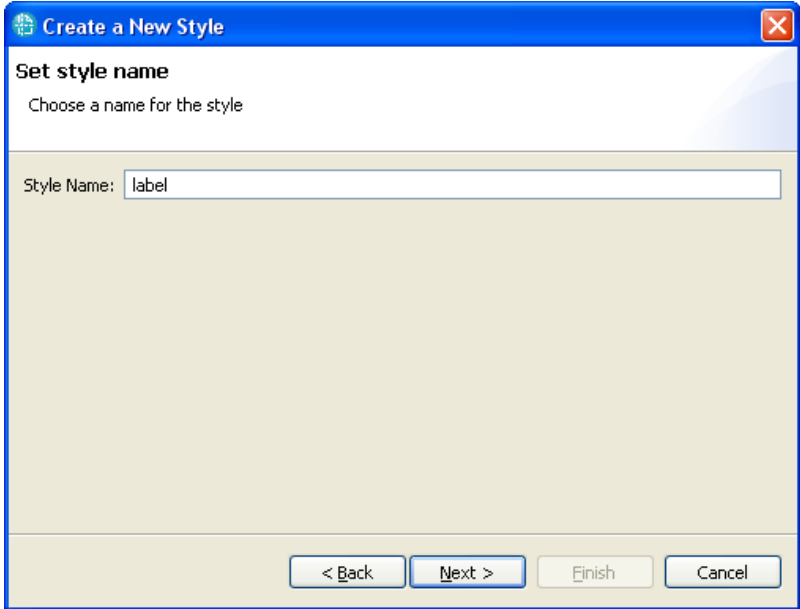 Create a New Style
Set style name
Choose a name for the style
Style Name: label
< Back Next > Finish Cancel